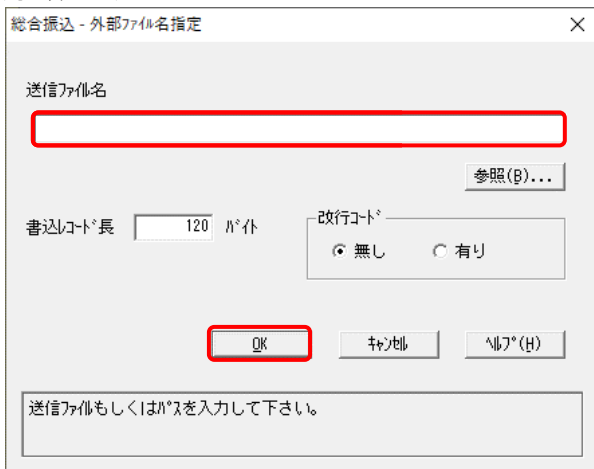 総合振込 - 外部ﾌｧｲﾙ名指定
送信ﾌｧｲﾙ名
参照(B)...
書込ﾚｺｰﾄﾞ長 120 ﾊﾞｲﾄ
改行ｺｰﾄﾞ
無し 有り
OK ｷｬﾝｾﾙ ﾍﾙﾌﾟ(H)
送信ﾌｧｲﾙもしくはﾊﾟｽを入力して下さい。